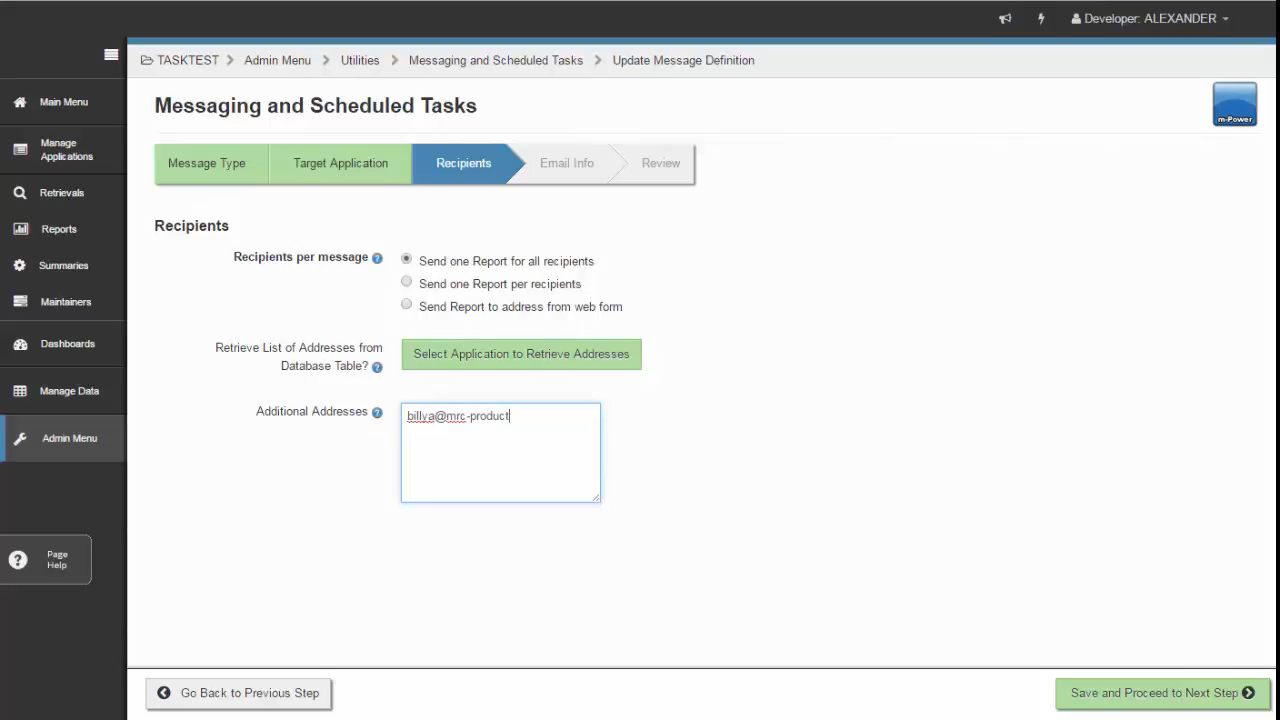 Developer: ALEXANDER
TASKTEST Admin Menu Utilities Messaging and Scheduled Tasks Update Message Definition
Main Menu
Manage Applications
Retrievals
Reports
Summaries
Maintainers
Dashboards
Manage Data
Admin Menu
? Page Help
Messaging and Scheduled Tasks
m-Power
Message Type Target Application Recipients Email Info Review
Recipients
Recipients per message ?
Send one Report for all recipients
Send one Report per recipients
Send Report to address from web form
Retrieve List of Addresses from
Database Table? ?
Select Application to Retrieve Addresses
Additional Addresses ?
billya@mrc-product
Go Back to Previous Step
Save and Proceed to Next Step